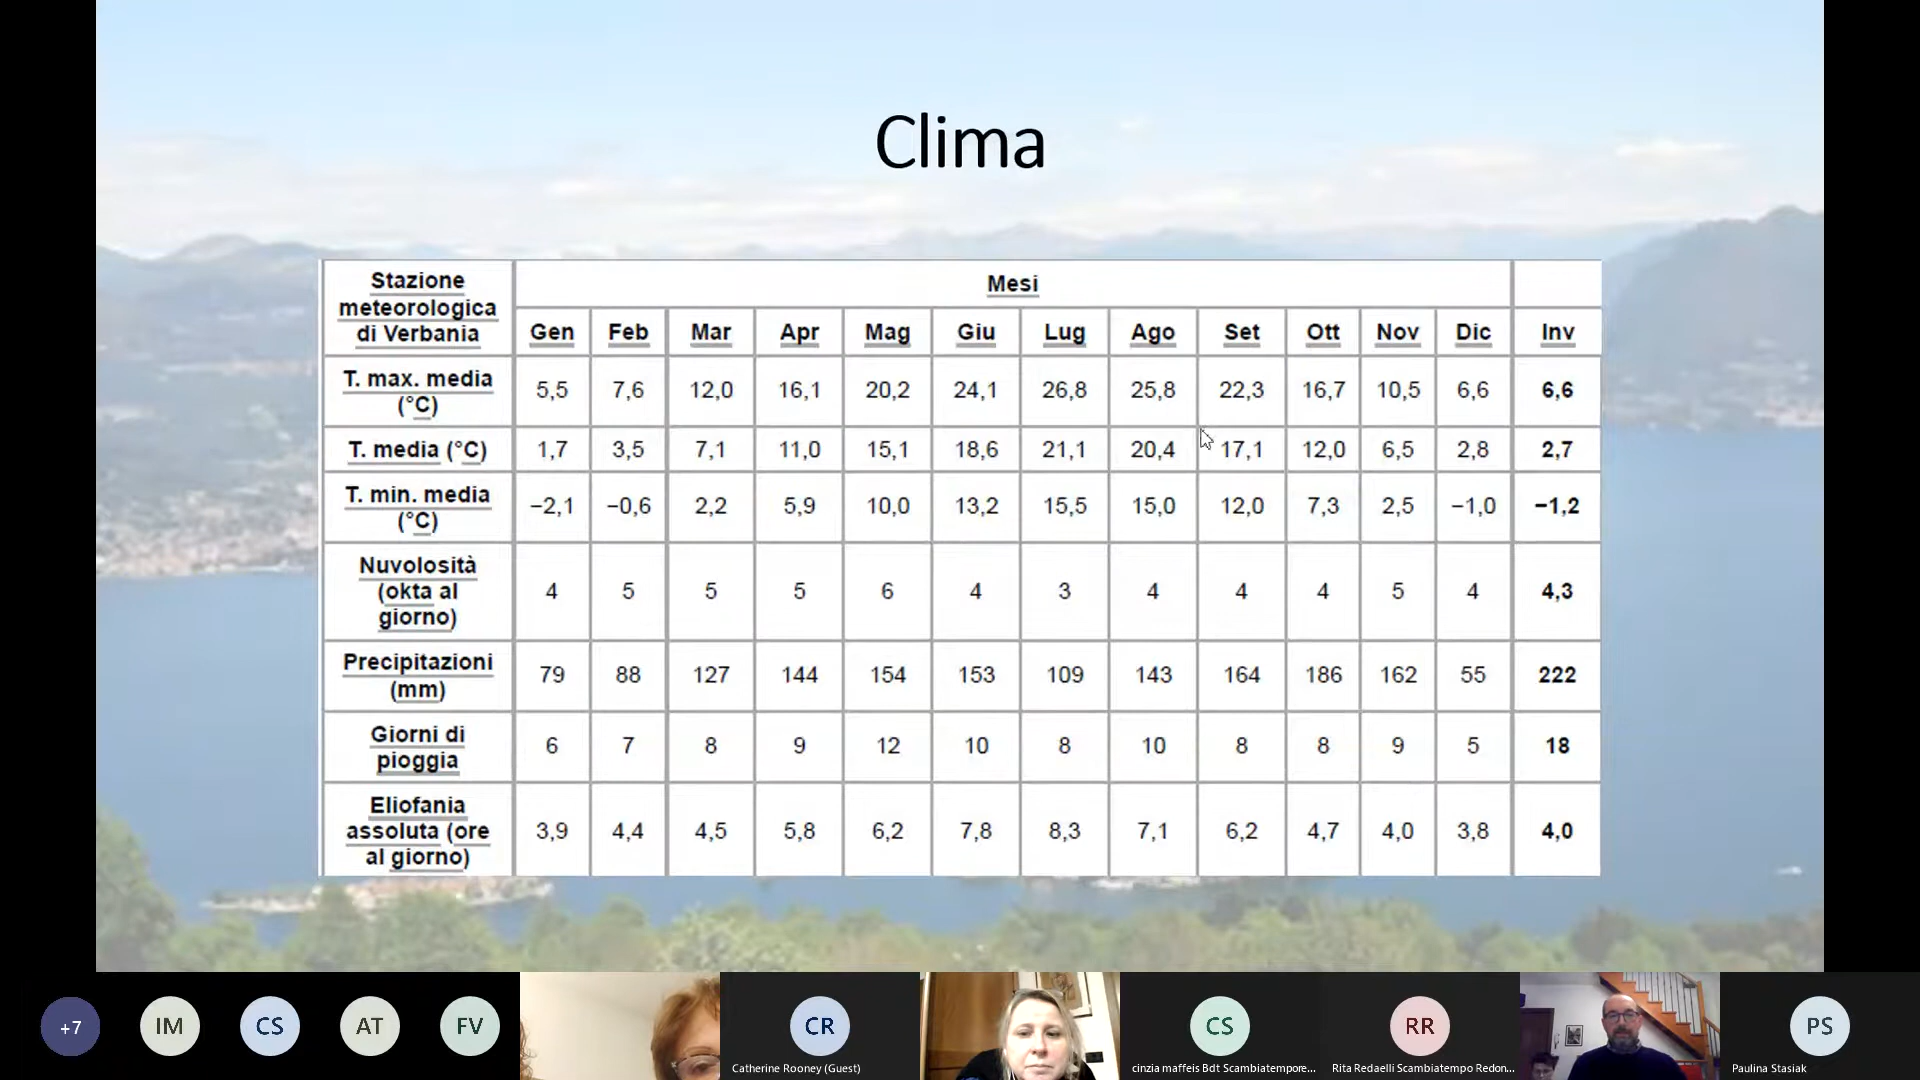 Clima
Stazione meteorologica di Verbania Mesi
Gen Feb Mar Apr Mag Giu Lug Ago Set Ott Nov Dic Inv
T. max. media (°C) 5,5 7,6 12,0 16,1 20,2 24,1 26,8 25,8 22,3 16,7 10,5 6,6 6,6
T. media (°C) 1,7 3,5 7,1 11,0 15,1 18,6 21,1 20,4 17,1 12,0 6,5 2,8 2,7
T. min. media (°C) −2,1 −0,6 2,2 5,9 10,0 13,2 15,5 15,0 12,0 7,3 2,5 −1,0 −1,2
Nuvolosità (okta al giorno) 4 5 5 5 6 4 3 4 4 4 5 4 4,3
Precipitazioni (mm) 79 88 127 144 154 153 109 143 164 186 162 55 222
Giorni di pioggia 6 7 8 9 12 10 8 10 8 8 9 5 18
Eliofania assoluta (ore al giorno) 3,9 4,4 4,5 5,8 6,2 7,8 8,3 7,1 6,2 4,7 4,0 3,8 4,0
+7 IM CS AT FV CR CS RR PS
Catherine Rooney (Guest)
cinzia maffeis Bdt Scambiatempore...
Rita Redaelli Scambiatempo Redon...
Paulina Stasiak